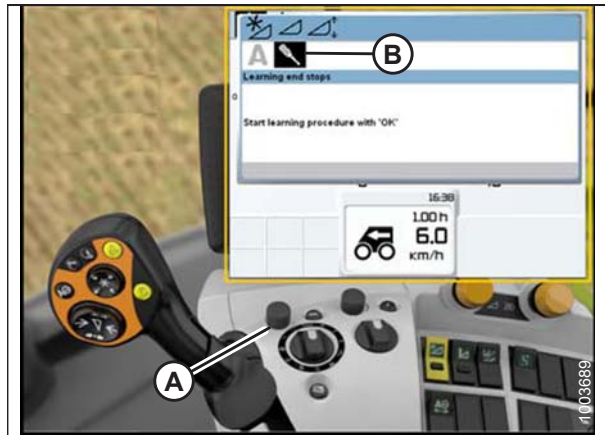 A
B
Learning end stops
Start learning procedure with "OK"
16:38
1.00 h
6.0
km/h
A
1003689